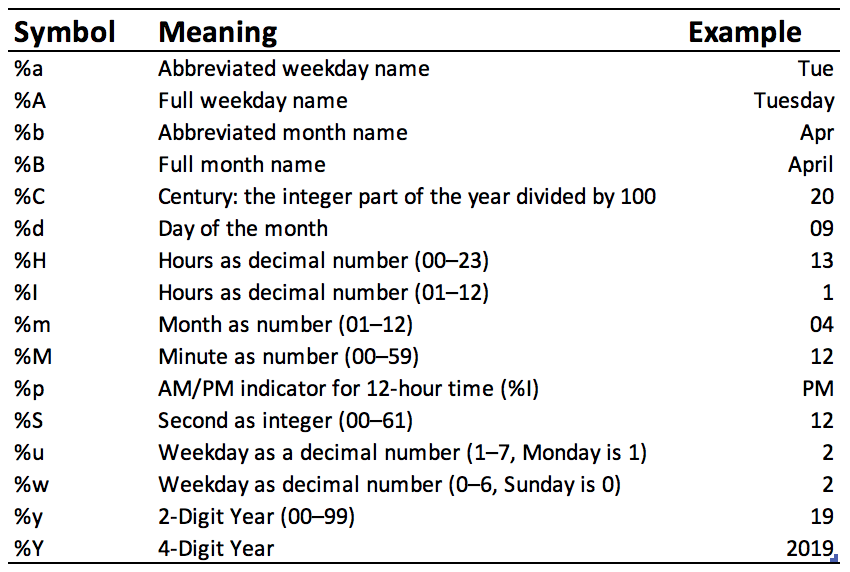 Symbol Meaning Example
%a Abbreviated weekday name Tue
%A Full weekday name Tuesday
%b Abbreviated month name Apr
%B Full month name April
%C Century: the integer part of the year divided by 100 20
%d Day of the month 09
%H Hours as decimal number (00–23) 13
%I Hours as decimal number (01–12) 1
%m Month as number (01–12) 04
%M Minute as number (00–59) 12
%p AM/PM indicator for 12-hour time (%I) PM
%S Second as integer (00–61) 12
%u Weekday as a decimal number (1–7, Monday is 1) 2
%w Weekday as decimal number (0–6, Sunday is 0) 2
%y 2-Digit Year (00–99) 19
%Y 4-Digit Year 2019